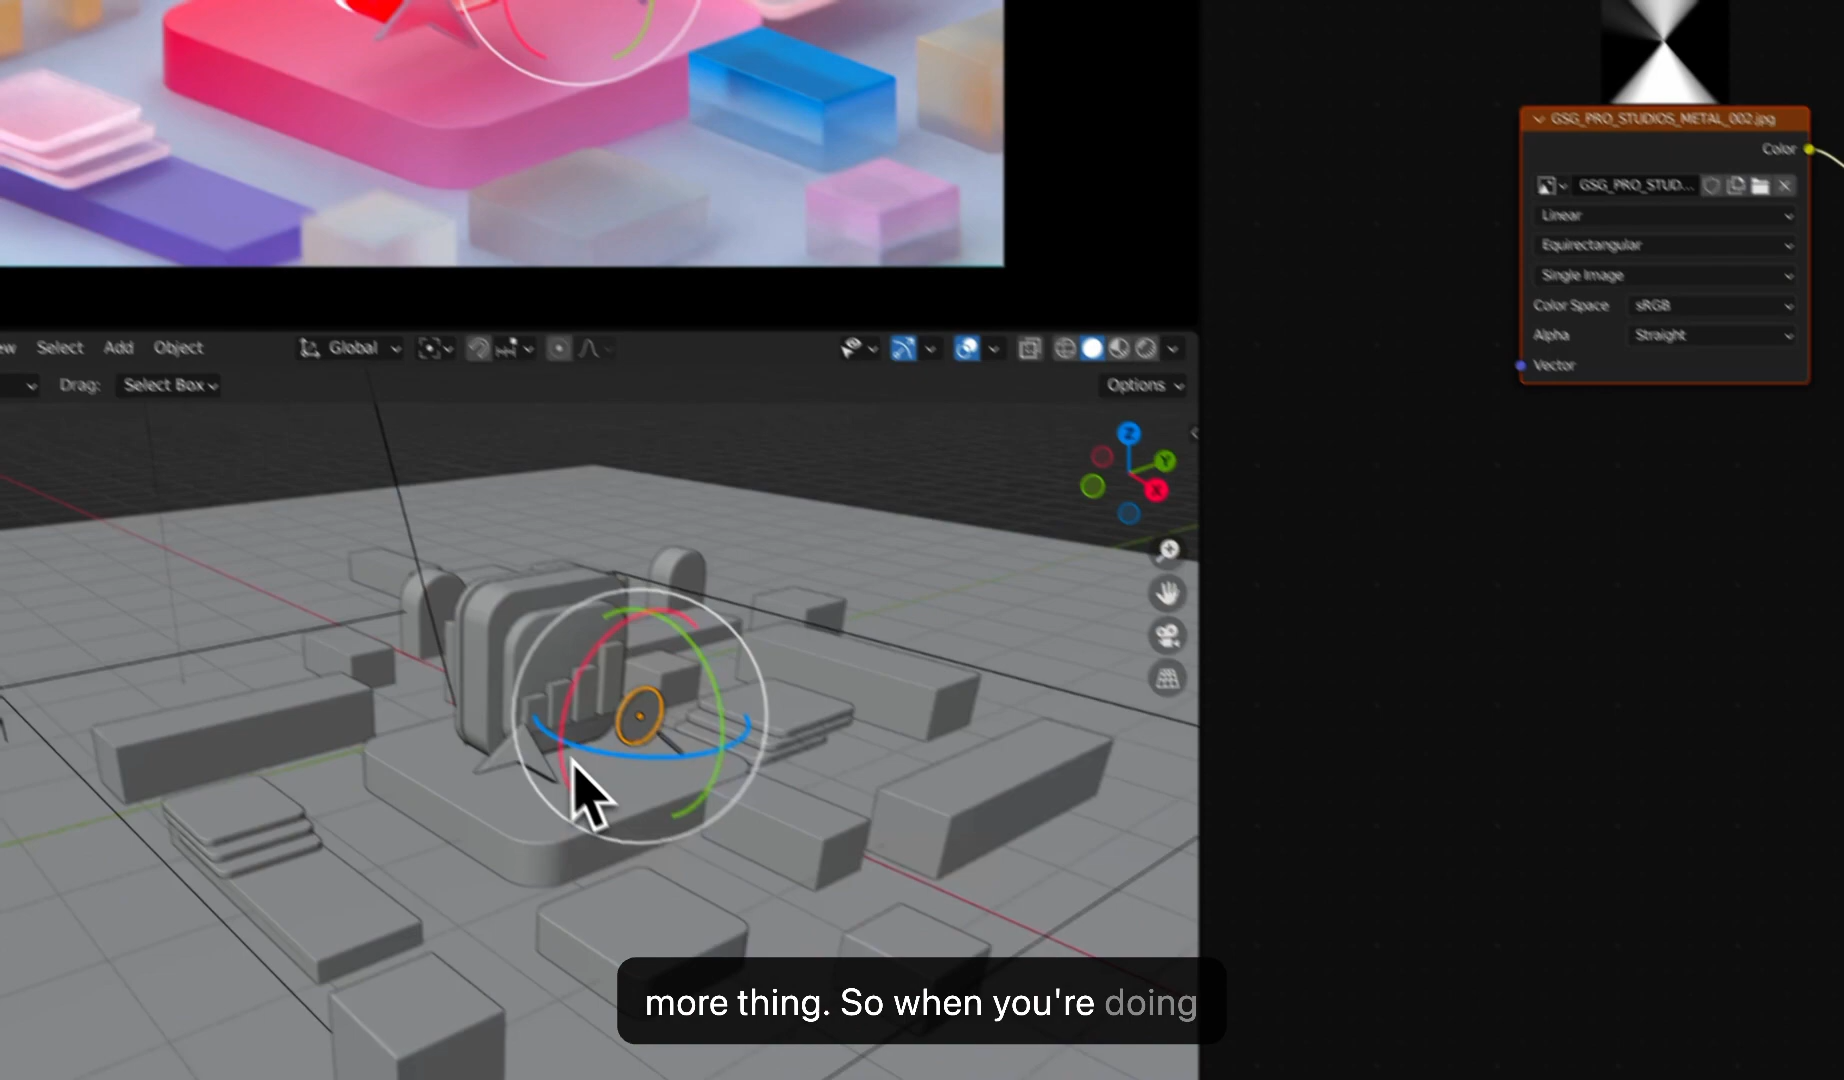 GSG_PRO_STUDIOS_METAL_002.jpg
Color
GSG_PRO_STUD...
Linear
Equirectangular
Single Image
Color Space sRGB
Alpha Straight
Vector
ew Select Add Object Global
Drag: Select Box Options
Z
Y
X
more thing. So when you're doing